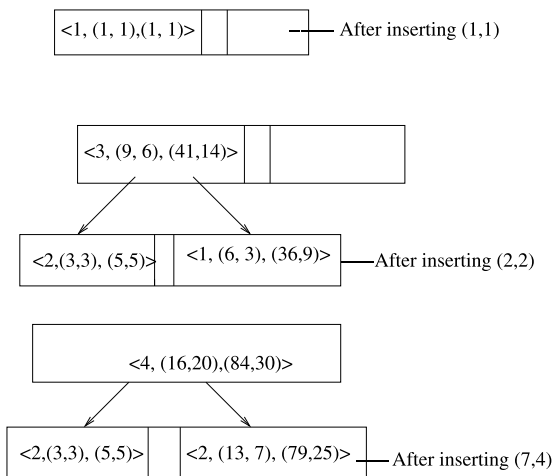 <1, (1, 1),(1, 1)> After inserting (1,1)
<3, (9, 6), (41,14)>
<2,(3,3), (5,5)> <1, (6, 3), (36,9)> After inserting (2,2)
<4, (16,20),(84,30)>
<2,(3,3), (5,5)> <2, (13, 7), (79,25)> After inserting (7,4)